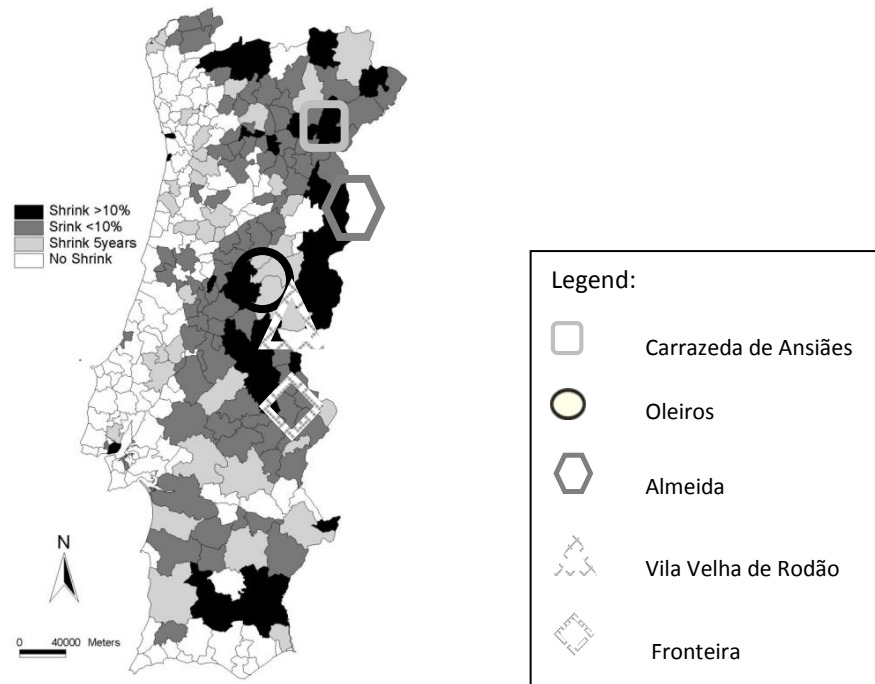 Shrink >10%
Srink <10%
Shrink 5years
No Shrink
N
0 40000 Meters
Legend:
Carrazeda de Ansiães
Oleiros
Almeida
Vila Velha de Rodão
Fronteira